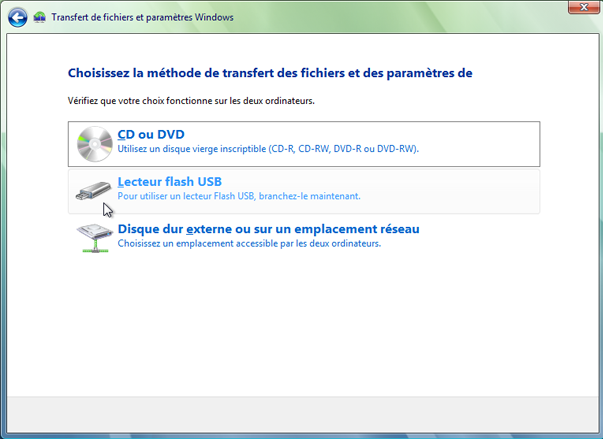 Transfert de fichiers et paramètres Windows
Choisissez la méthode de transfert des fichiers et des paramètres de
Vérifiez que votre choix fonctionne sur les deux ordinateurs.
CD ou DVD
Utilisez un disque vierge inscriptible (CD-R, CD-RW, DVD-R ou DVD-RW).
Lecteur flash USB
Pour utiliser un lecteur Flash USB, branchez-le maintenant.
Disque dur externe ou sur un emplacement réseau
Choisissez un emplacement accessible par les deux ordinateurs.